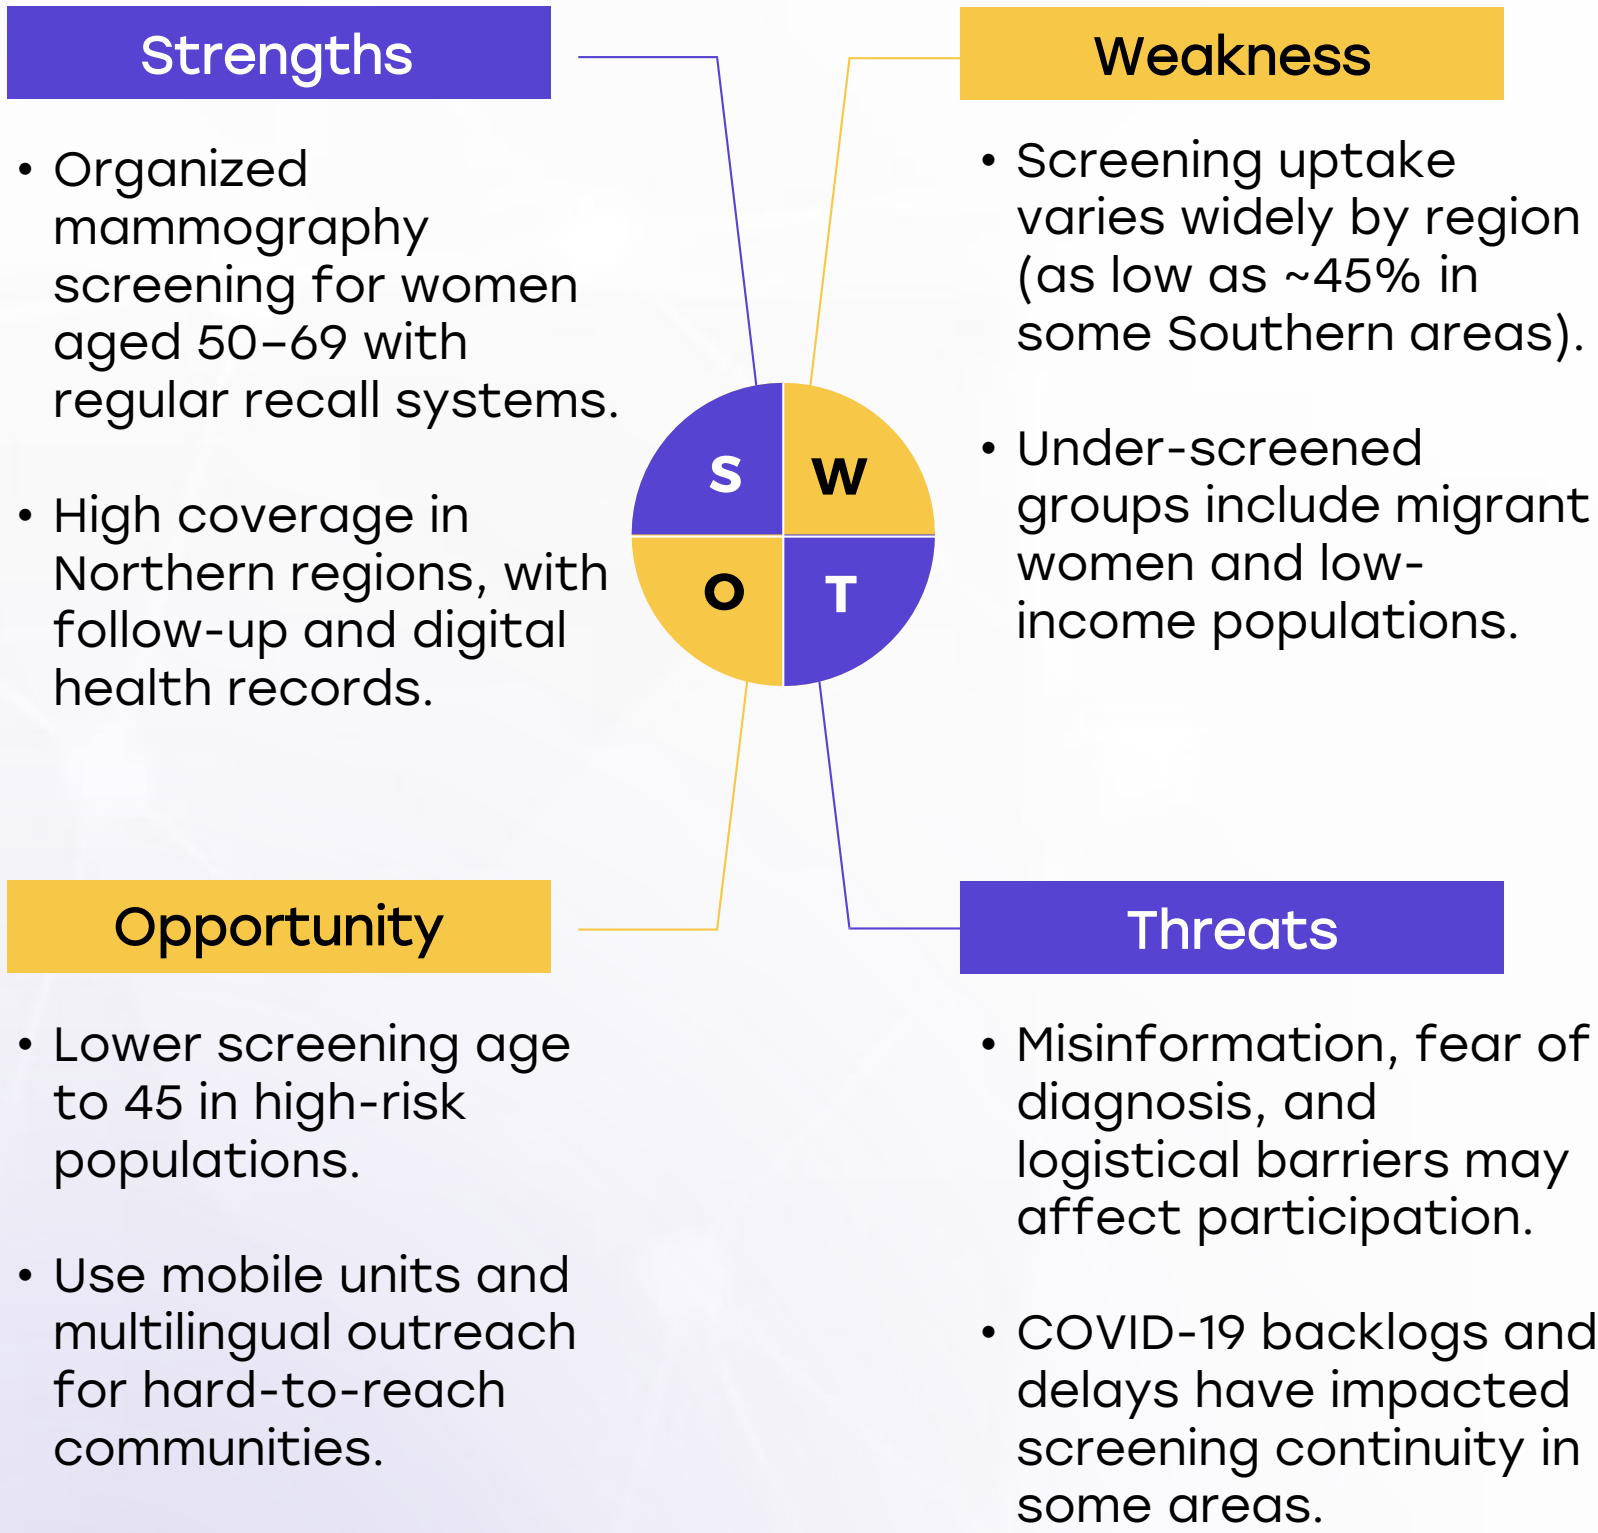 Strengths
• Organized
mammography
screening for women
aged 50–69 with
regular recall systems.
• High coverage in
Northern regions, with
follow-up and digital
health records.
Weakness
• Screening uptake
varies widely by region
(as low as ~45% in
some Southern areas).
• Under-screened
groups include migrant
women and low-
income populations.
S
W
O
T
Opportunity
• Lower screening age
to 45 in high-risk
populations.
• Use mobile units and
multilingual outreach
for hard-to-reach
communities.
Threats
• Misinformation, fear of
diagnosis, and
logistical barriers may
affect participation.
• COVID-19 backlogs and
delays have impacted
screening continuity in
some areas.